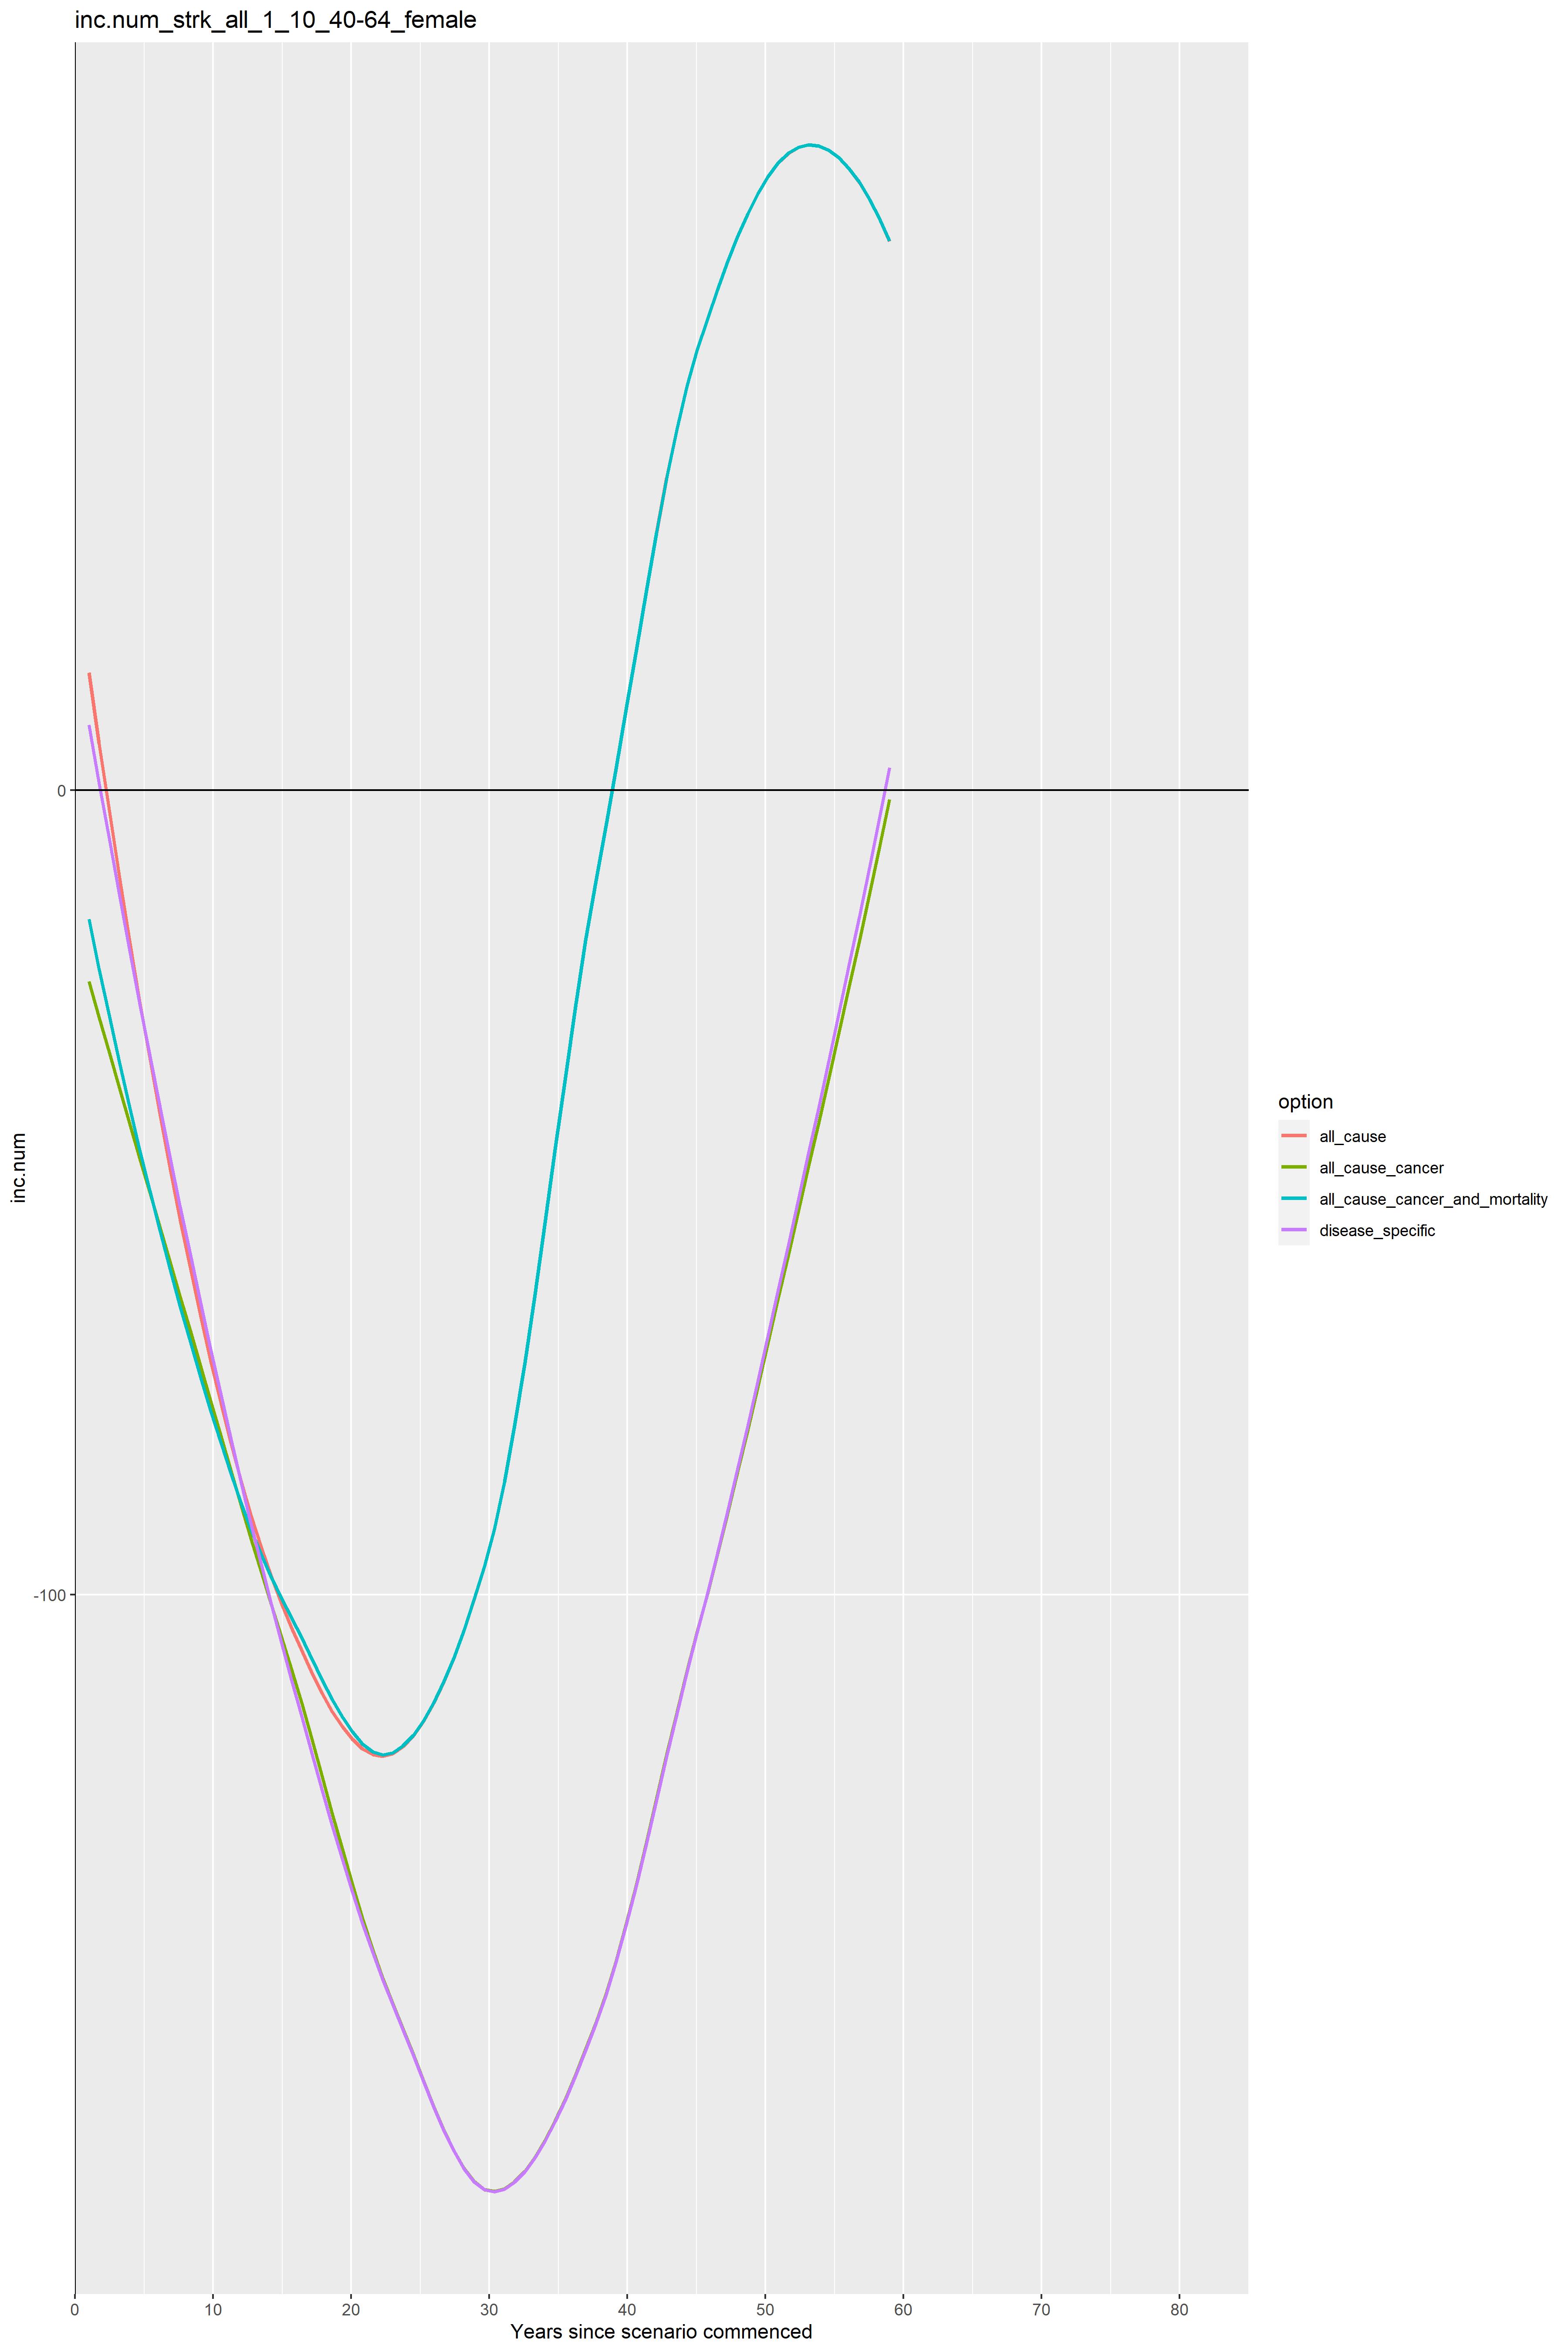 inc.num_strk_all_1_10_40-64_female
inc.num
0
-100
0 10 20 30 40 50 60 70 80
Years since scenario commenced
option
all_cause
all_cause_cancer
all_cause_cancer_and_mortality
disease_specific